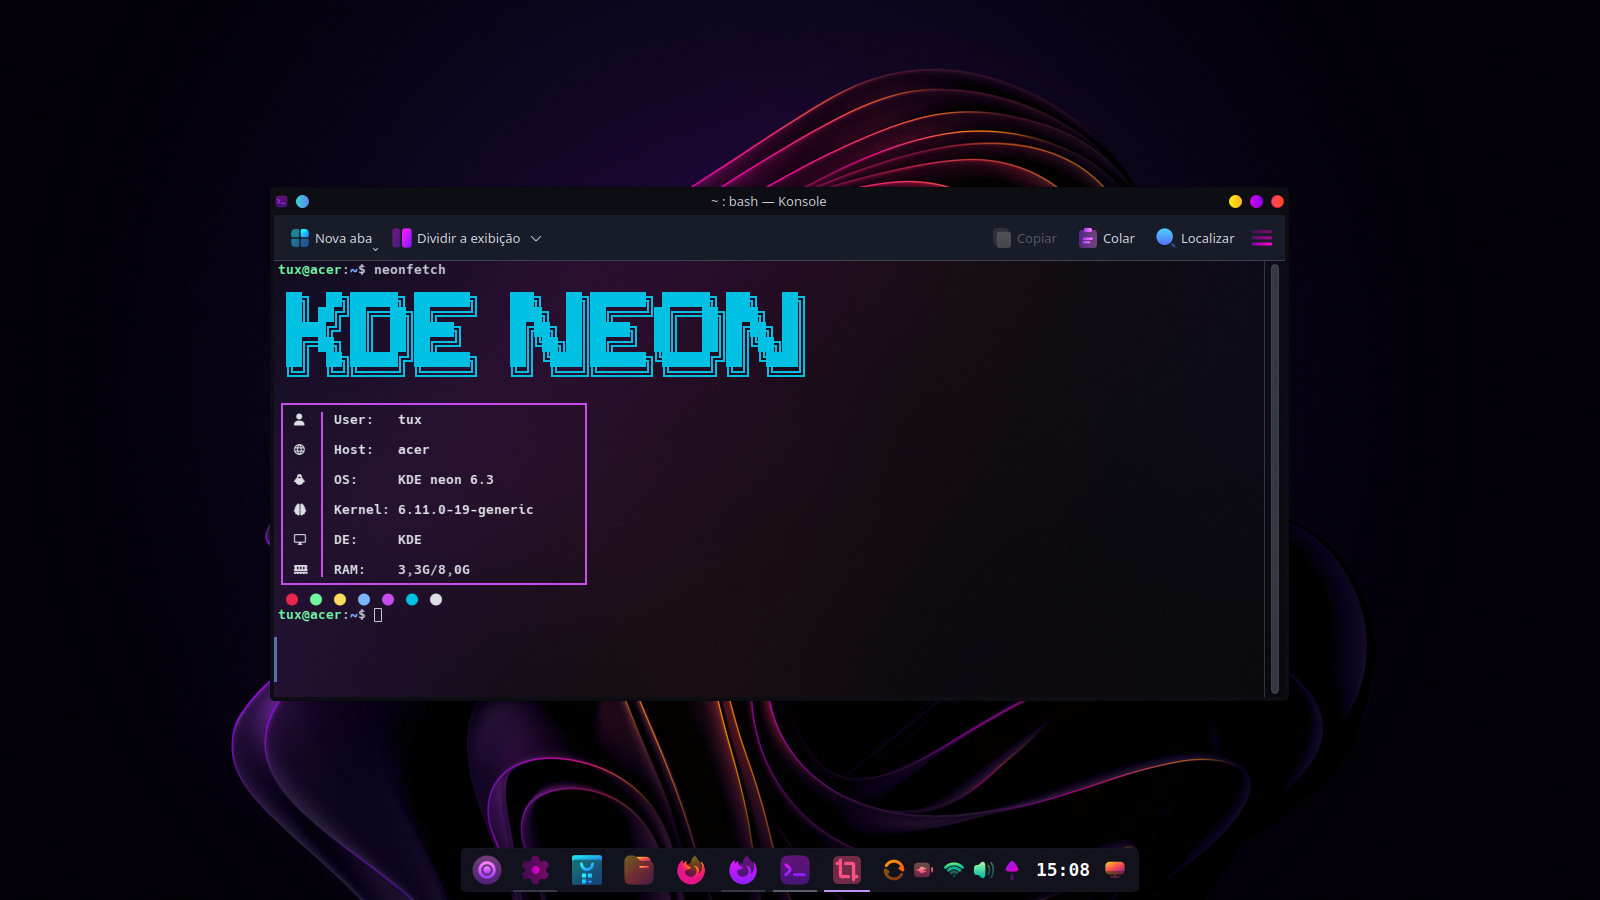 ~ : bash — Konsole
Nova aba
Dividir a exibição
Copiar
Colar
Localizar
tux@acer:~$ neonfetch
KDE NEON
User: tux
Host: acer
OS: KDE neon 6.3
Kernel: 6.11.0-19-generic
DE: KDE
RAM: 3,3G/8,0G
tux@acer:~$
15:08